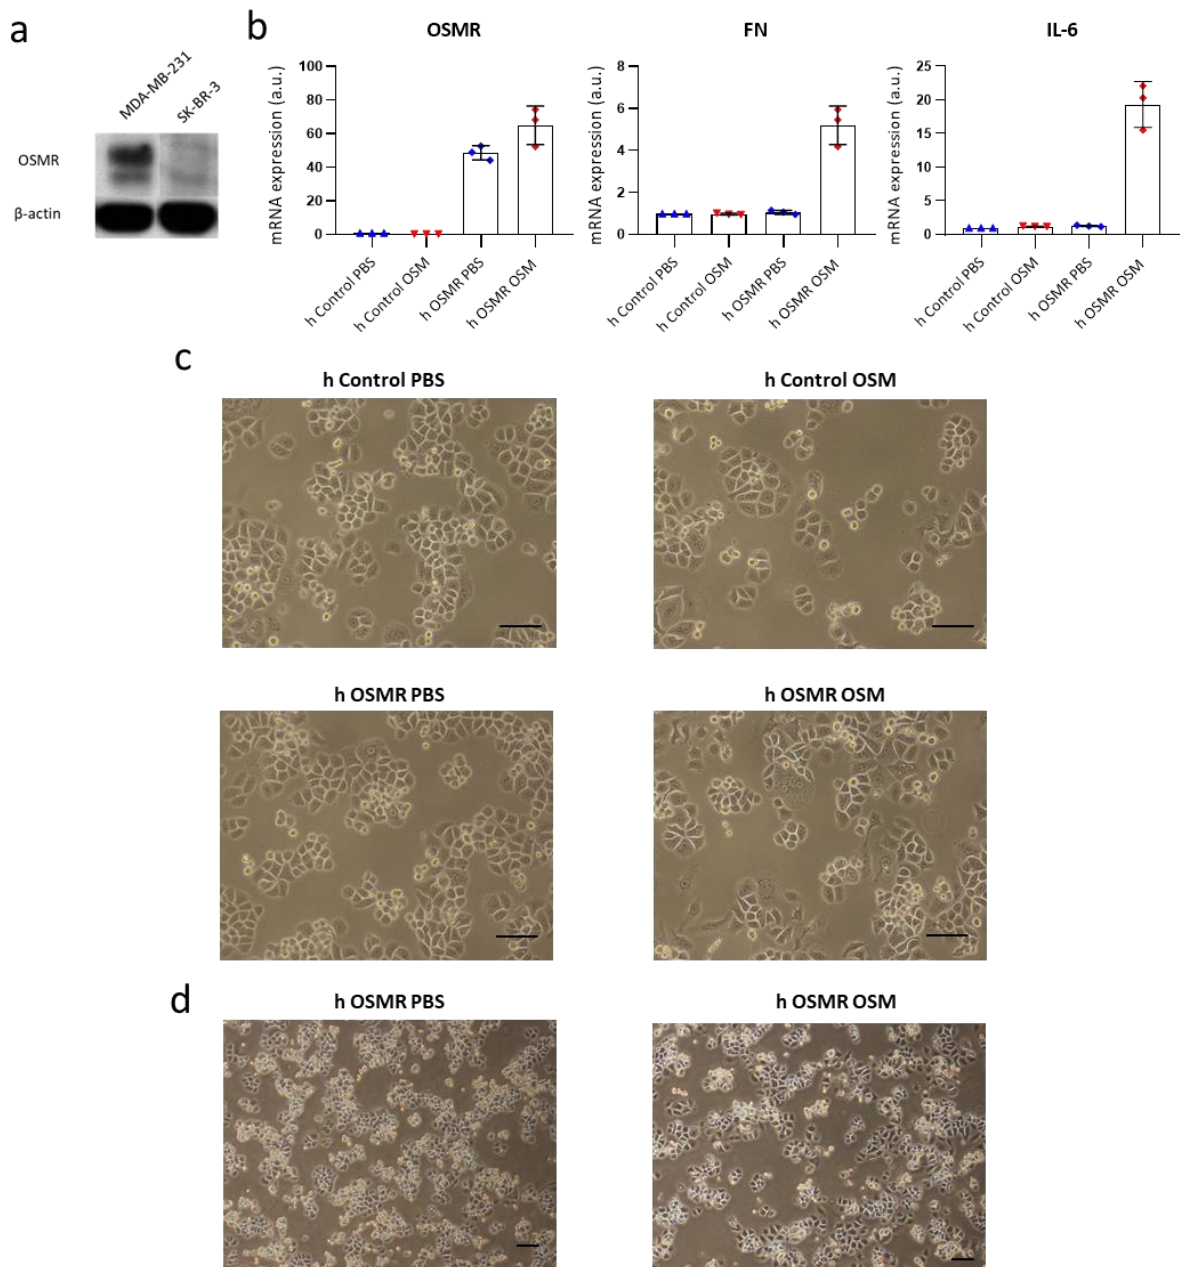 a
MDA-MB-231
SK-BR-3
OSMR
β-actin
b
OSMR
mRNA expression (a.u.)
100
80
60
40
20
0
h Control PBS
h Control OSM
h OSMR PBS
h OSMR OSM
FN
mRNA expression (a.u.)
8
6
4
2
0
h Control PBS
h Control OSM
h OSMR PBS
h OSMR OSM
IL-6
mRNA expression (a.u.)
25
20
15
10
5
0
h Control PBS
h Control OSM
h OSMR PBS
h OSMR OSM
c
h Control PBS
h Control OSM
h OSMR PBS
h OSMR OSM
d
h OSMR PBS
h OSMR OSM